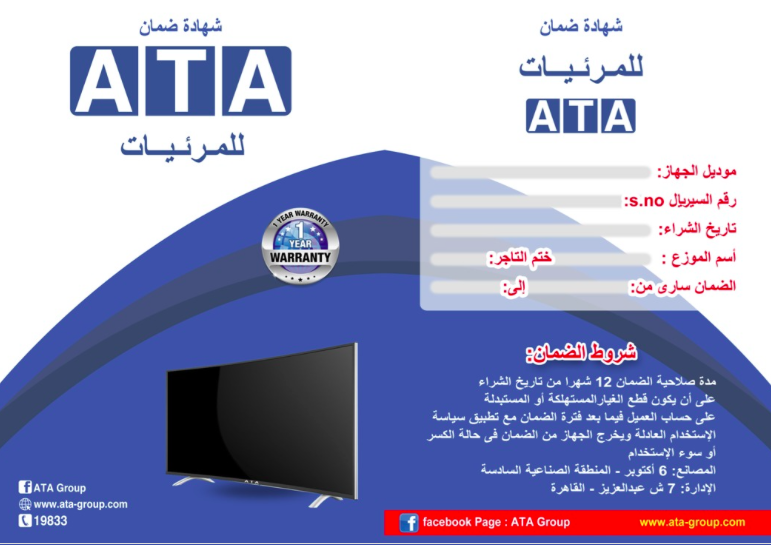 شهادة ضمان
ATA
للمرئيات
1 YEAR WARRANTY
1
YEAR
WARRANTY
ATA
ATA Group
www.ata-group.com
19833
شهادة ضمان
للمرئيات
ATA
موديل الجهاز:
رقم السيريال s.no:
تاريخ الشراء:
أسم الموزع : ختم التاجر:
الضمان سارى من: إلى:
شروط الضمان:
مدة صلاحية الضمان 12 شهرا من تاريخ الشراء
على أن يكون قطع الغيارالمستهلكة أو المستبدلة
على حساب العميل فيما بعد فترة الضمان مع تطبيق سياسة
الإستخدام العادلة ويخرج الجهاز من الضمان فى حالة الكسر
أو سوء الإستخدام
المصانع: 6 أكتوبر - المنطقة الصناعية السادسة
الإدارة: 7 ش عبدالعزيز - القاهرة
facebook Page : ATA Group www.ata-group.com